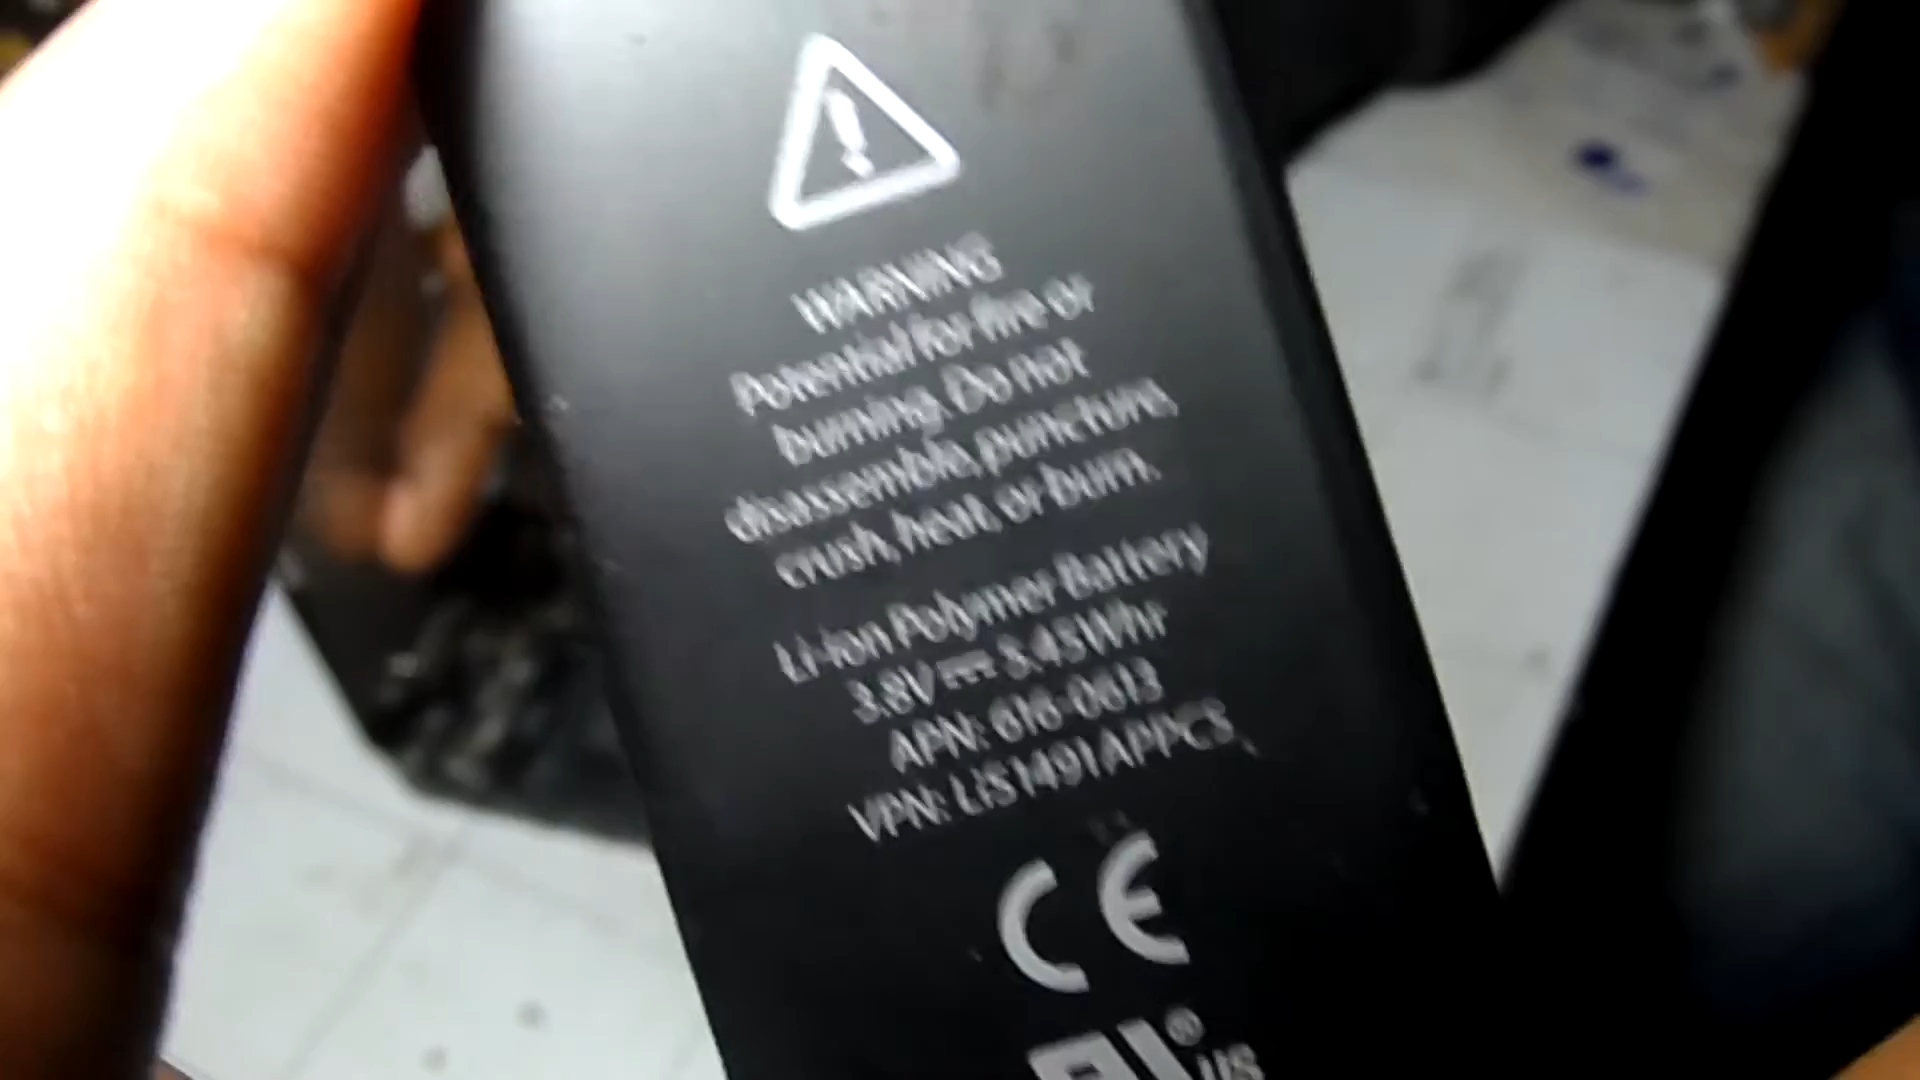 WARNING
Potential for fire or
burning. Do not
disassemble, puncture,
crush, heat, or burn.
Li-ion Polymer Battery
3.8V 5.45Whr
APN: 616-0613
VPN: LiS1491APPCS
CE
®
US